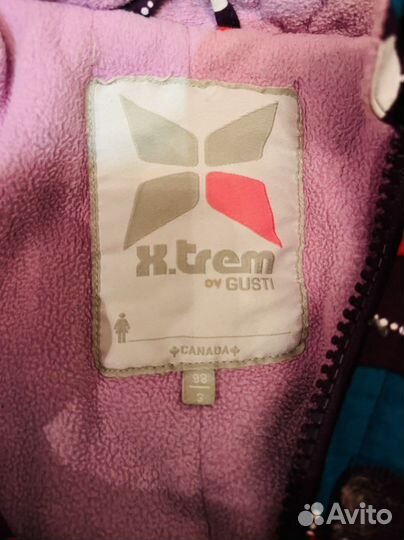 X.trem
by GUSTI
CANADA
98
3
Avito